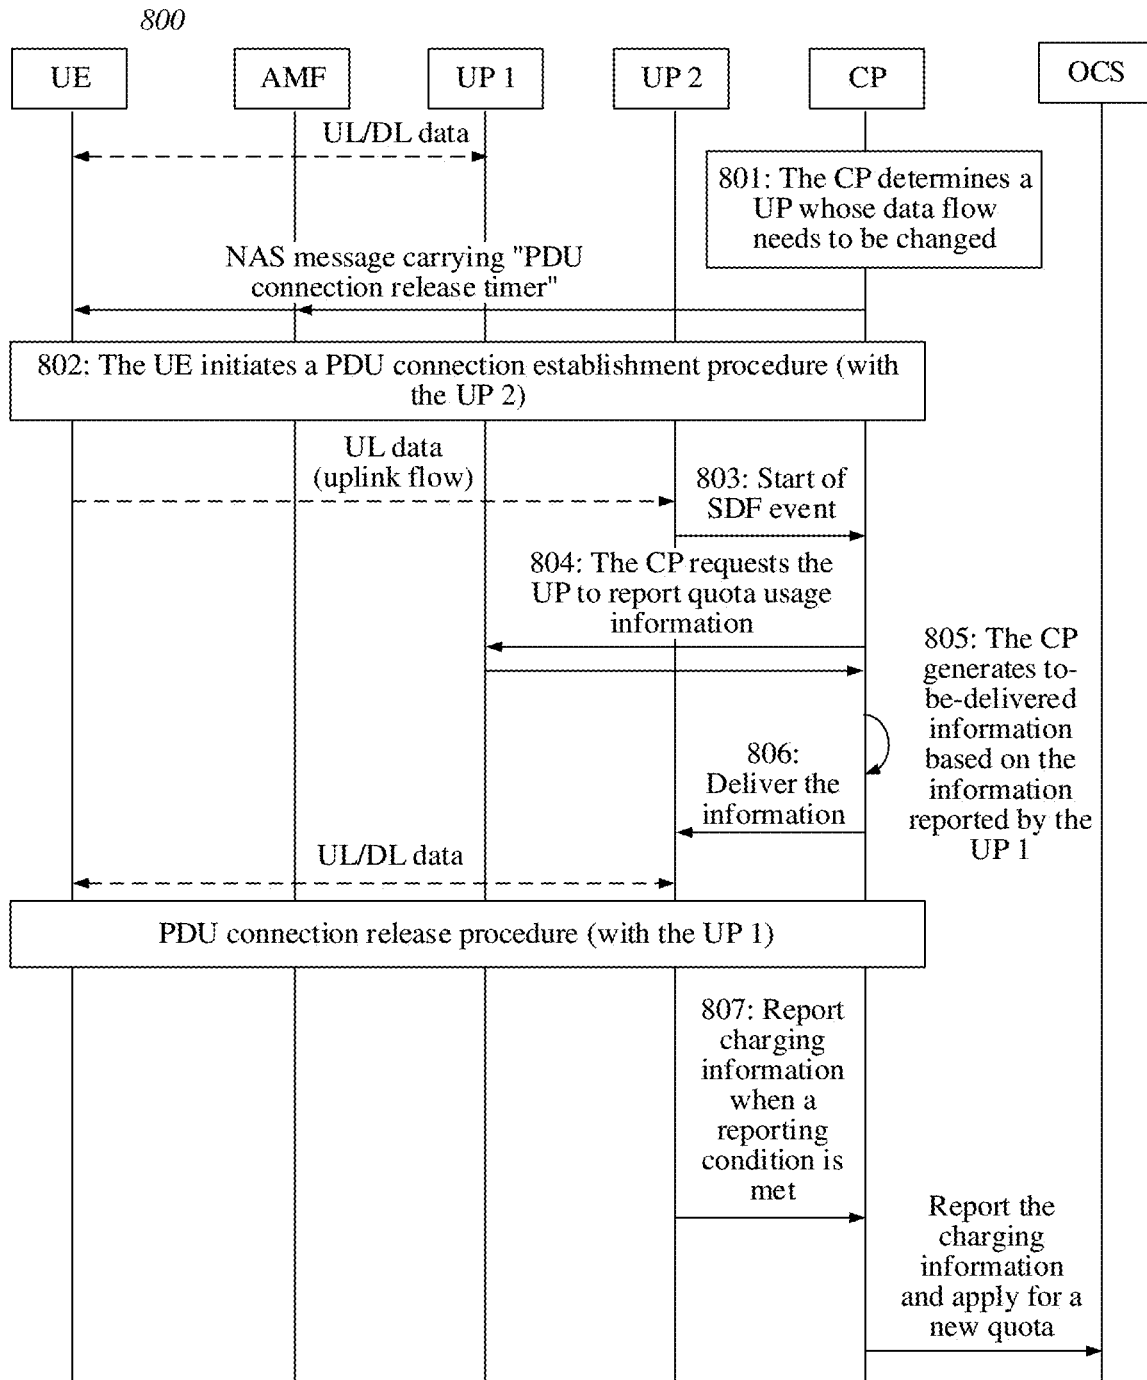 800
UE
AMF
UP 1
UP 2
CP
OCS
UL/DL data
801: The CP determines a
UP whose data flow
needs to be changed
NAS message carrying "PDU
connection release timer"
802: The UE initiates a PDU connection establishment procedure (with
the UP 2)
UL data
(uplink flow)
803: Start of
SDF event
804: The CP requests the
UP to report quota usage
information
805: The CP
generates to-
be-delivered
information
based on the
information
reported by the
UP 1
806:
Deliver the
information
UL/DL data
PDU connection release procedure (with the UP 1)
807: Report
charging
information
when a
reporting
condition is
met
Report the
charging
information
and apply for a
new quota